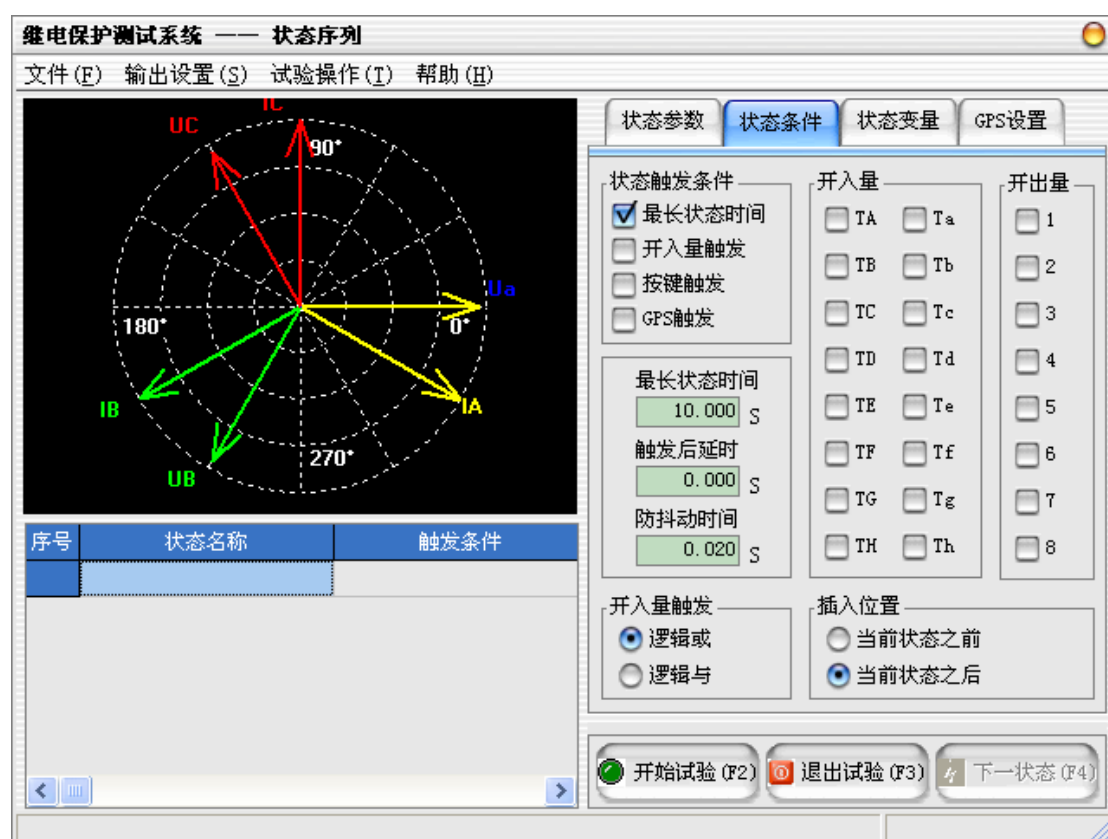 继电保护测试系统 —— 状态序列
文件(F) 输出设置(S) 试验操作(T) 帮助(H)
IC
UC
90°
Ua
180°
0°
IB
IA
270°
UB
序号 状态名称 触发条件
状态参数 状态条件 状态变量 GPS设置
状态触发条件
最长状态时间
开入量触发
按键触发
GPS触发
最长状态时间
10.000 S
触发后延时
0.000 S
防抖动时间
0.020 S
开入量
TA Ta
TB Tb
TC Tc
TD Td
TE Te
TF Tf
TG Tg
TH Th
开出量
1
2
3
4
5
6
7
8
开入量触发
逻辑或
逻辑与
插入位置
当前状态之前
当前状态之后
开始试验(F2) 退出试验(F3) 下一状态(F4)